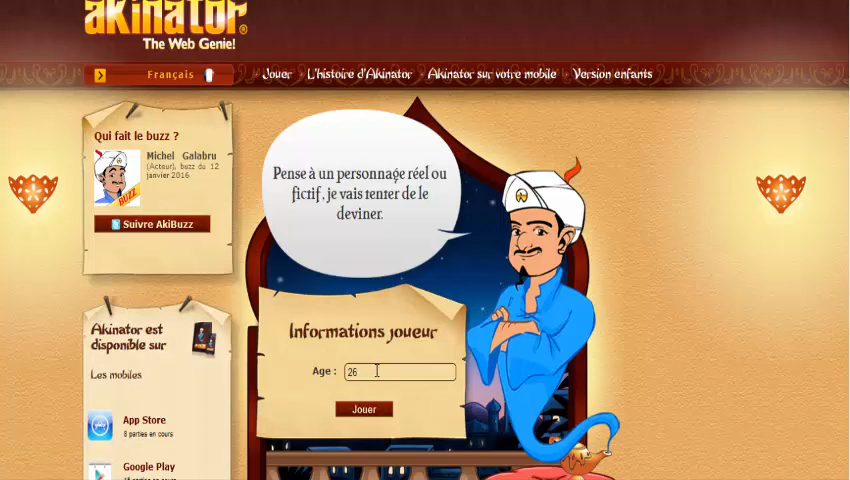 akinator®
The Web Genie!
Français
Jouer
L'histoire d'Akinator
Akinator sur votre mobile
Version enfants
Qui fait le buzz ?
Michel Galabru
(Acteur), buzz du 12
janvier 2016
BUZZ
Suivre AkiBuzz
Pense à un personnage réel ou
fictif, je vais tenter de le
deviner.
Informations joueur
Age : 26
Jouer
Akinator est
disponible sur
Les mobiles
App Store
8 parties en cours
Google Play